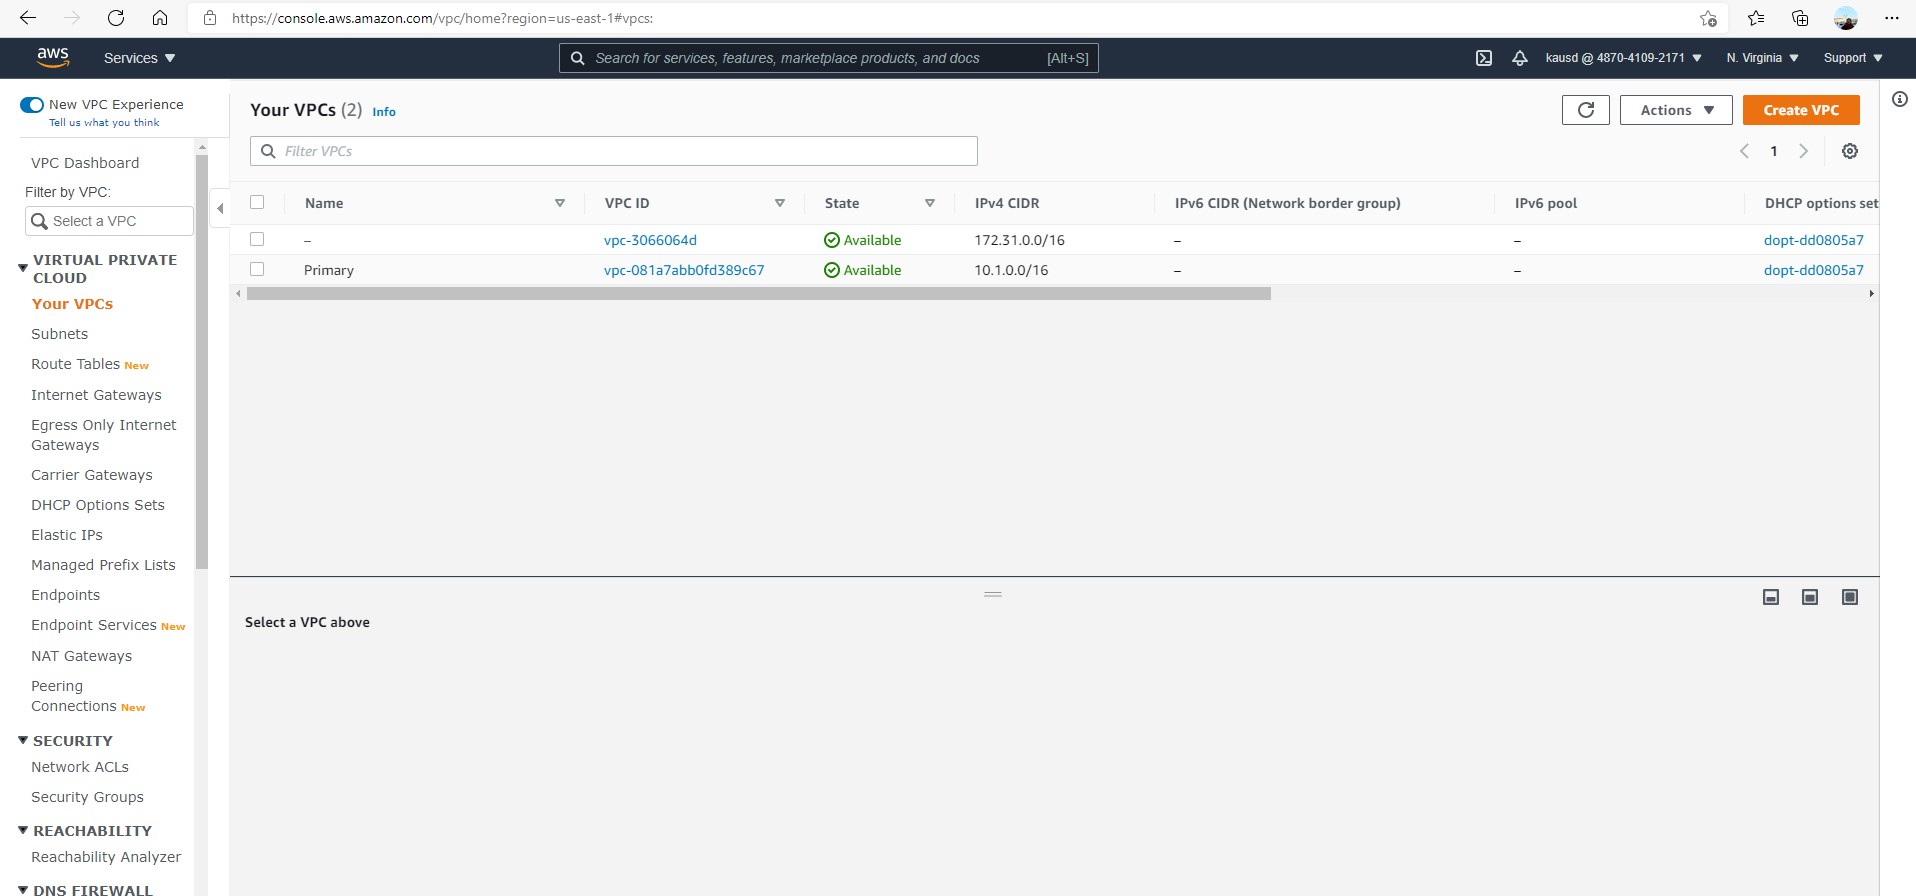 https://console.aws.amazon.com/vpc/home?region=us-east-1#vpcs:
aws
Services
Search for services, features, marketplace products, and docs [Alt+S]
kausd @ 4870-4109-2171
N. Virginia
Support
New VPC Experience
Tell us what you think
VPC Dashboard
Filter by VPC:
Select a VPC
VIRTUAL PRIVATE
CLOUD
Your VPCs
Subnets
Route Tables New
Internet Gateways
Egress Only Internet
Gateways
Carrier Gateways
DHCP Options Sets
Elastic IPs
Managed Prefix Lists
Endpoints
Endpoint Services New
NAT Gateways
Peering
Connections New
SECURITY
Network ACLs
Security Groups
REACHABILITY
Reachability Analyzer
DNS FIREWALL
Your VPCs (2) Info
Actions
Create VPC
Filter VPCs
1
Name VPC ID State IPv4 CIDR IPv6 CIDR (Network border group) IPv6 pool DHCP options set
– vpc-3066064d Available 172.31.0.0/16 – – dopt-dd0805a7
Primary vpc-081a7abb0fd389c67 Available 10.1.0.0/16 – – dopt-dd0805a7
Select a VPC above